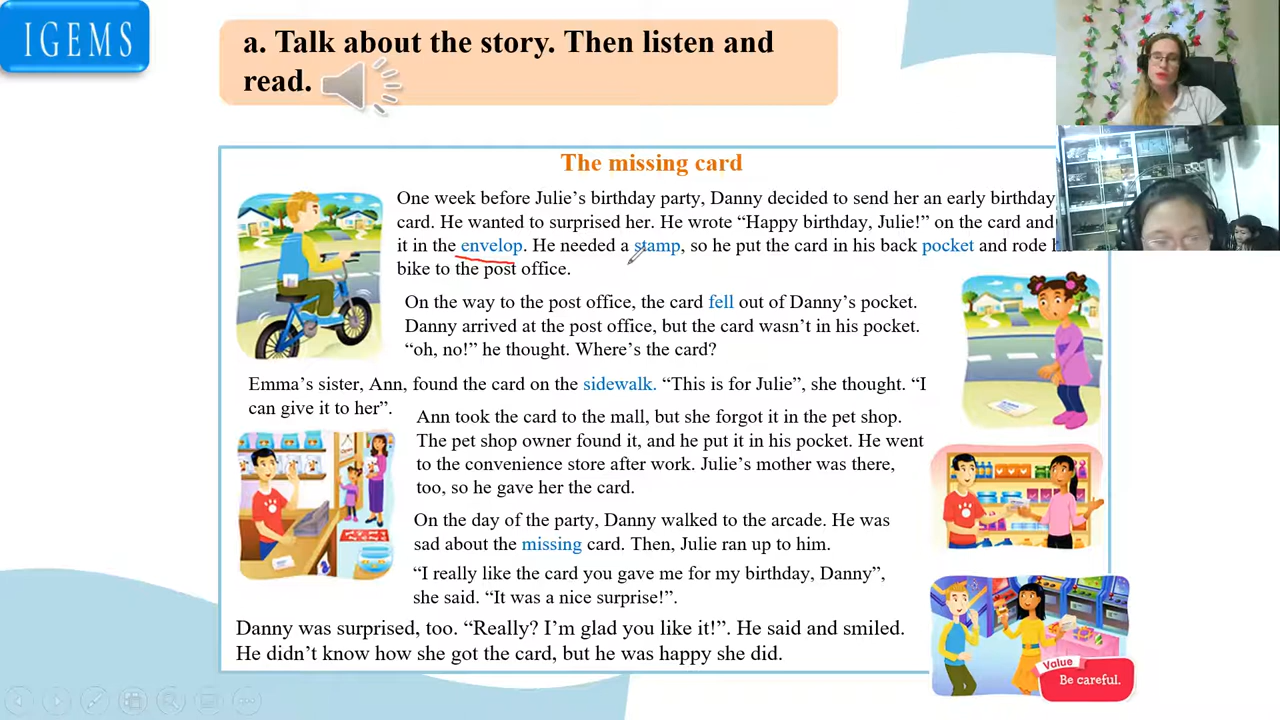 IGEMS
a. Talk about the story. Then listen and
read.
The missing card
One week before Julie’s birthday party, Danny decided to send her an early birthday
card. He wanted to surprised her. He wrote “Happy birthday, Julie!” on the card and
it in the envelop. He needed a stamp, so he put the card in his back pocket and rode
bike to the post office.
On the way to the post office, the card fell out of Danny’s pocket.
Danny arrived at the post office, but the card wasn’t in his pocket.
“oh, no!” he thought. Where’s the card?
Emma’s sister, Ann, found the card on the sidewalk. “This is for Julie”, she thought. “I
can give it to her”.
Ann took the card to the mall, but she forgot it in the pet shop.
The pet shop owner found it, and he put it in his pocket. He went
to the convenience store after work. Julie’s mother was there,
too, so he gave her the card.
On the day of the party, Danny walked to the arcade. He was
sad about the missing card. Then, Julie ran up to him.
“I really like the card you gave me for my birthday, Danny”,
she said. “It was a nice surprise!”.
Danny was surprised, too. “Really? I’m glad you like it!”. He said and smiled.
He didn’t know how she got the card, but he was happy she did.
Value
Be careful.